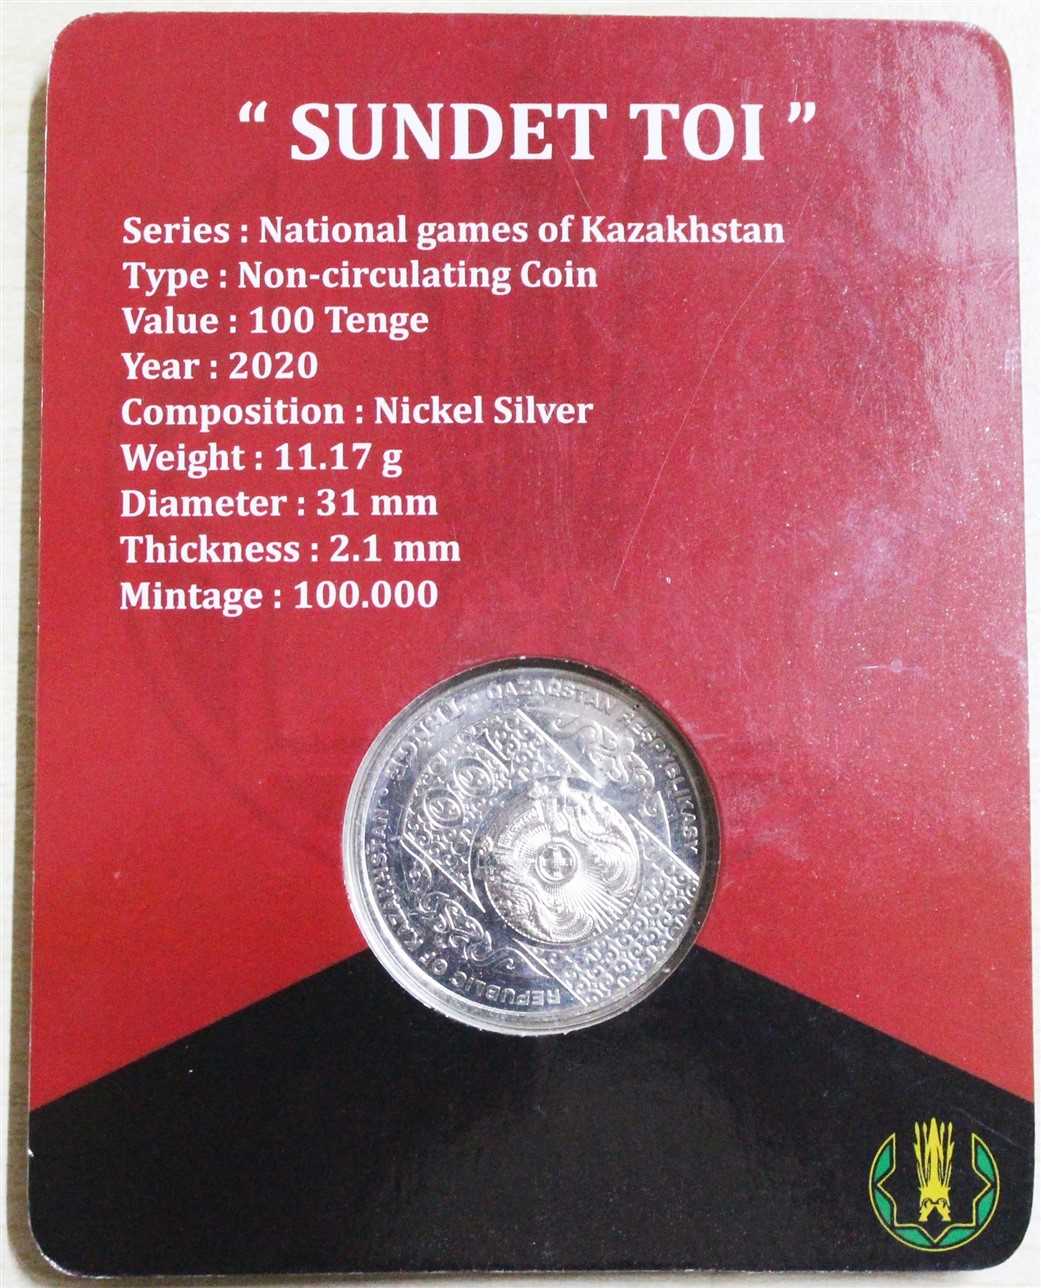 “ SUNDET TOI ”
Series : National games of Kazakhstan
Type : Non-circulating Coin
Value : 100 Tenge
Year : 2020
Composition : Nickel Silver
Weight : 11.17 g
Diameter : 31 mm
Thickness : 2.1 mm
Mintage : 100.000
QAZAQSTAN RESPÝBLIKASY
REPUBLIC OF KAZAKHSTAN